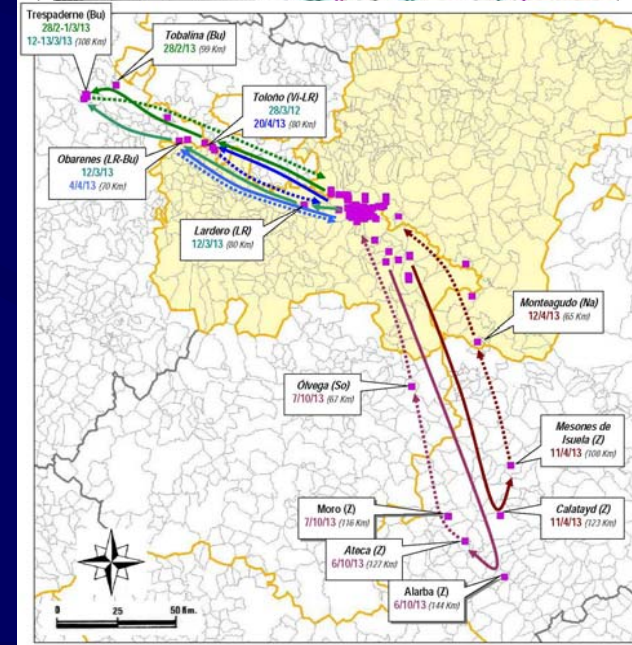 Trespaderne (Bu)
28/2-1/3/13
12-13/3/13 (108 Km)
Tobalina (Bu)
28/2/13 (99 Km)
Toloño (Vi-LR)
28/3/12
20/4/13 (80 Km)
Obarenes (LR-Bu)
12/3/13
4/4/13 (70 Km)
Lardero (LR)
12/3/13 (80 Km)
Monteagudo (Na)
12/4/13 (65 Km)
Ólvega (So)
7/10/13 (67 Km)
Mesones de
Isuela (Z)
11/4/13 (108 Km)
Moro (Z)
7/10/13 (116 Km)
Calatayd (Z)
11/4/13 (123 Km)
Ateca (Z)
6/10/13 (127 Km)
Alarba (Z)
6/10/13 (144 Km)
0 25 50 Km.